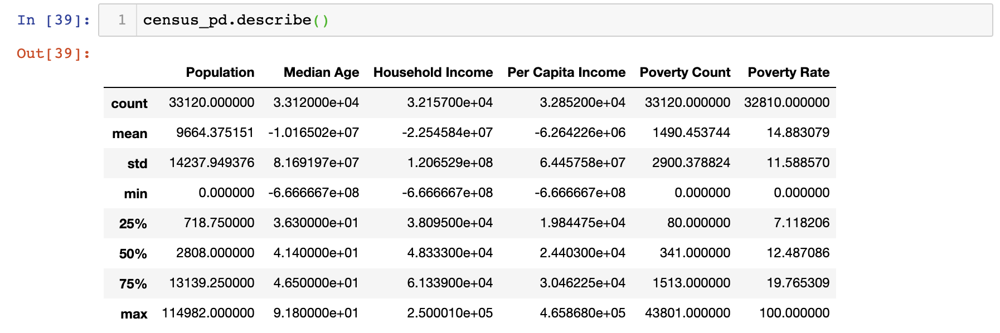 In [39]: 1 census_pd.describe()
Out[39]:
Population Median Age Household Income Per Capita Income Poverty Count Poverty Rate
count 33120.000000 3.312000e+04 3.215700e+04 3.285200e+04 33120.000000 32810.000000
mean 9664.375151 -1.016502e+07 -2.254584e+07 -6.264226e+06 1490.453744 14.883079
std 14237.949376 8.169197e+07 1.206529e+08 6.445758e+07 2900.378824 11.588570
min 0.000000 -6.666667e+08 -6.666667e+08 -6.666667e+08 0.000000 0.000000
25% 718.750000 3.630000e+01 3.809500e+04 1.984475e+04 80.000000 7.118206
50% 2808.000000 4.140000e+01 4.833300e+04 2.440300e+04 341.000000 12.487086
75% 13139.250000 4.650000e+01 6.133900e+04 3.046225e+04 1513.000000 19.765309
max 114982.000000 9.180000e+01 2.500010e+05 4.658680e+05 43801.000000 100.000000